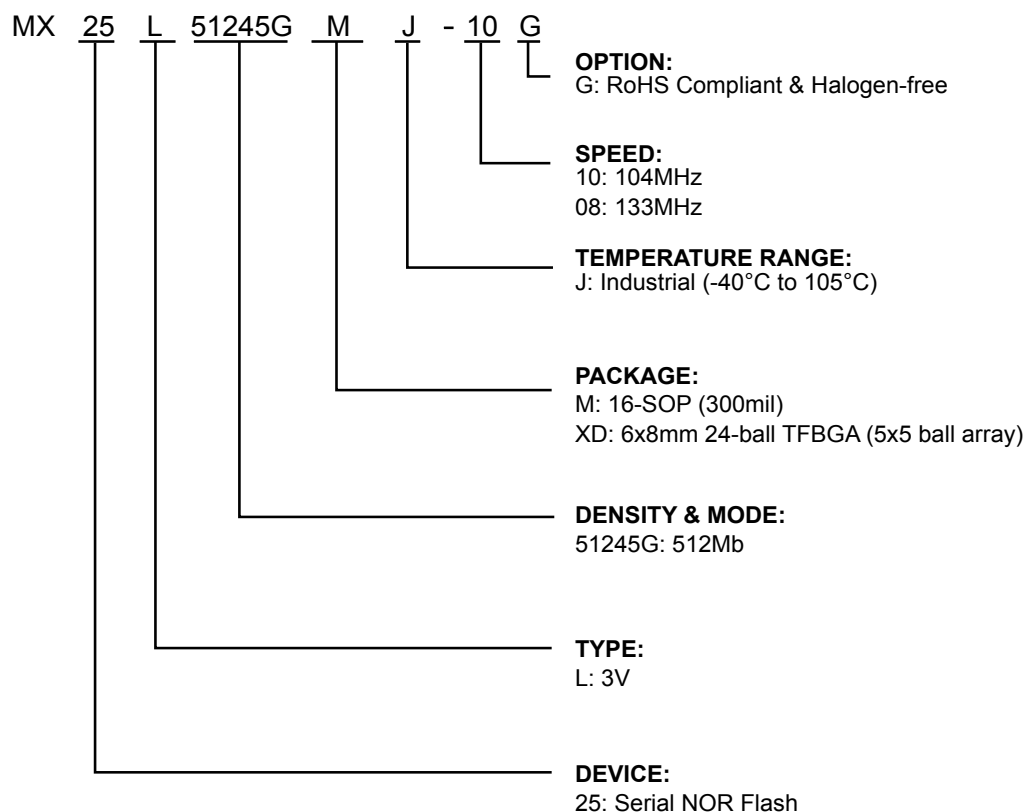 MX 25 L 51245G M J - 10 G
OPTION:
G: RoHS Compliant & Halogen-free
SPEED:
10: 104MHz
08: 133MHz
TEMPERATURE RANGE:
J: Industrial (-40°C to 105°C)
PACKAGE:
M: 16-SOP (300mil)
XD: 6x8mm 24-ball TFBGA (5x5 ball array)
DENSITY & MODE:
51245G: 512Mb
TYPE:
L: 3V
DEVICE:
25: Serial NOR Flash